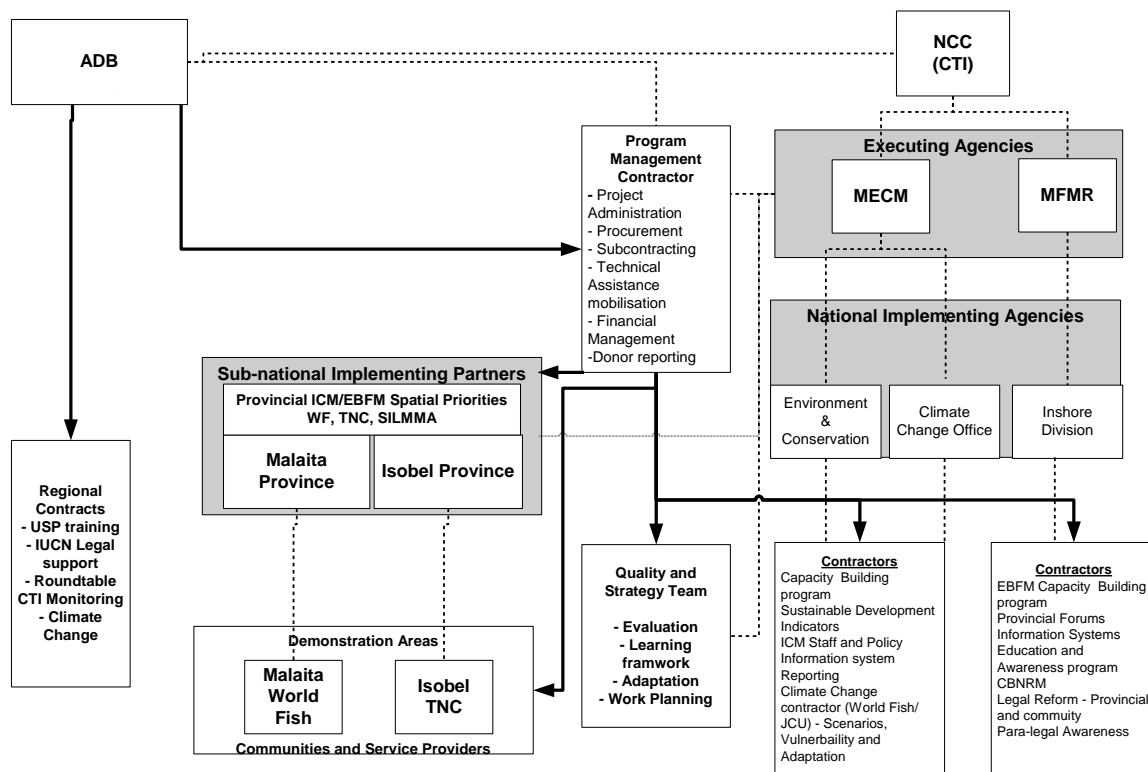 ADB
NCC
(CTI)
Program
Management
Contractor
- Project
Administration
- Procurement
- Subcontracting
- Technical
Assistance
mobilisation
- Financial
Management
-Donor reporting
Executing Agencies
MECM
MFMR
National Implementing Agencies
Environment
&
Conservation
Climate
Change Office
Inshore
Division
Sub-national Implementing Partners
Provincial ICM/EBFM Spatial Priorities
WF, TNC, SILMMA
Malaita
Province
Isobel Province
Regional
Contracts
- USP training
- IUCN Legal
support
- Roundtable
CTI Monitoring
- Climate
Change
Demonstration Areas
Malaita
World
Fish
Isobel
TNC
Communities and Service Providers
Quality and
Strategy Team
- Evaluation
- Learning
framwork
- Adaptation
- Work Planning
Contractors
Capacity Building
program
Sustainable Development
Indicators
ICM Staff and Policy
Information system
Reporting
Climate Change
contractor (World Fish/
JCU) - Scenarios,
Vulnerbaility and
Adaptation
Contractors
EBFM Capacity Building
program
Provincial Forums
Information Systems
Education and
Awareness program
CBNRM
Legal Reform - Provincial
and commuity
Para-legal Awareness